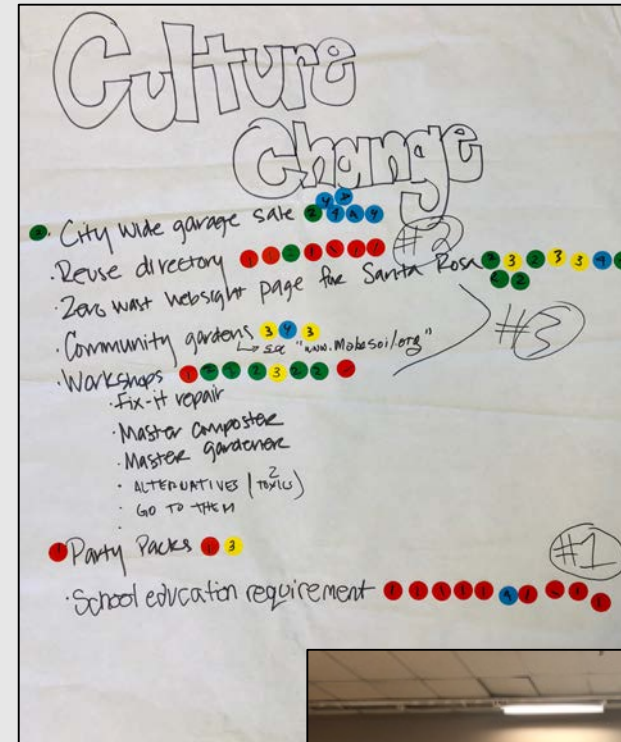 Culture
Change
· City wide garage sale
· Reuse directory #2
· Zero wast websight page for Santa Rosa
· Community gardens #3
"www.makesoil/org"
· Workshops
· Fix-it repair
· Master composter
· Master gardener
· ALTERNATIVES (TOXICS)
· GO TO THEM
Party Packs
#1
· School education requirement